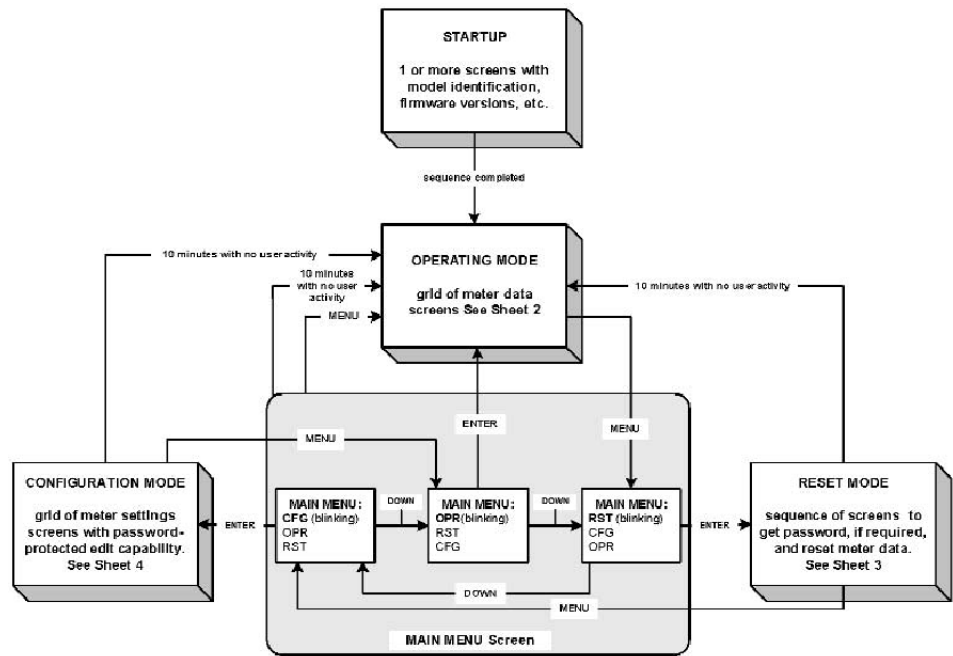 STARTUP
1 or more screens with
model identification,
firmware versions, etc.
sequence completed
10 minutes with no user activity
10 minutes
with no user
activity
MENU
OPERATING MODE
grid of meter data
screens See Sheet 2
10 minutes with no user activity
MENU
ENTER
MENU
CONFIGURATION MODE
grid of meter settings
screens with password-
protected edit capability.
See Sheet 4
ENTER
MAIN MENU:
CFG (blinking)
OPR
RST
DOWN
MAIN MENU:
OPR (blinking)
RST
CFG
DOWN
MAIN MENU:
RST (blinking)
CFG
OPR
ENTER
RESET MODE
sequence of screens to
get password, if required,
and reset meter data.
See Sheet 3
DOWN
MENU
MAIN MENU Screen